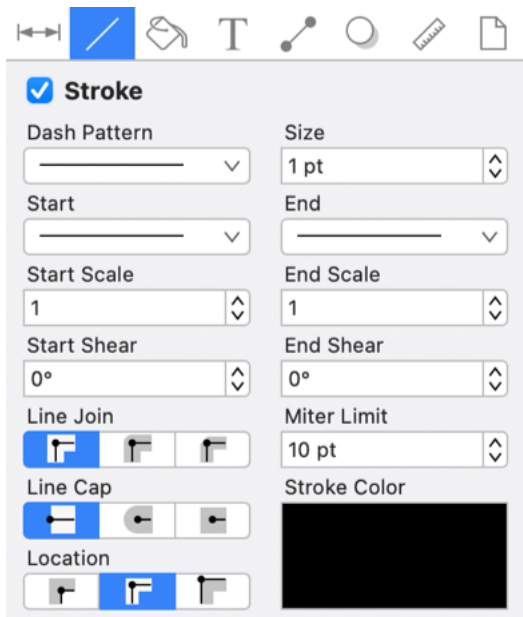 T
Stroke
Dash Pattern
Size
1 pt
Start
End
Start Scale
End Scale
1
1
Start Shear
End Shear
0°
0°
Line Join
Miter Limit
10 pt
Line Cap
Stroke Color
Location